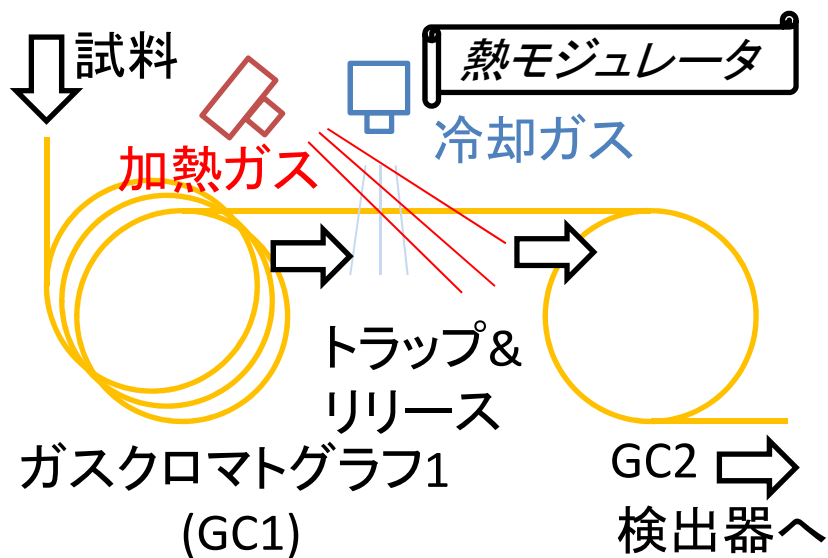 試料
熱モジュレータ
冷却ガス
加熱ガス
トラップ&
リリース
ガスクロマトグラフ1
(GC1)
GC2
検出器へ